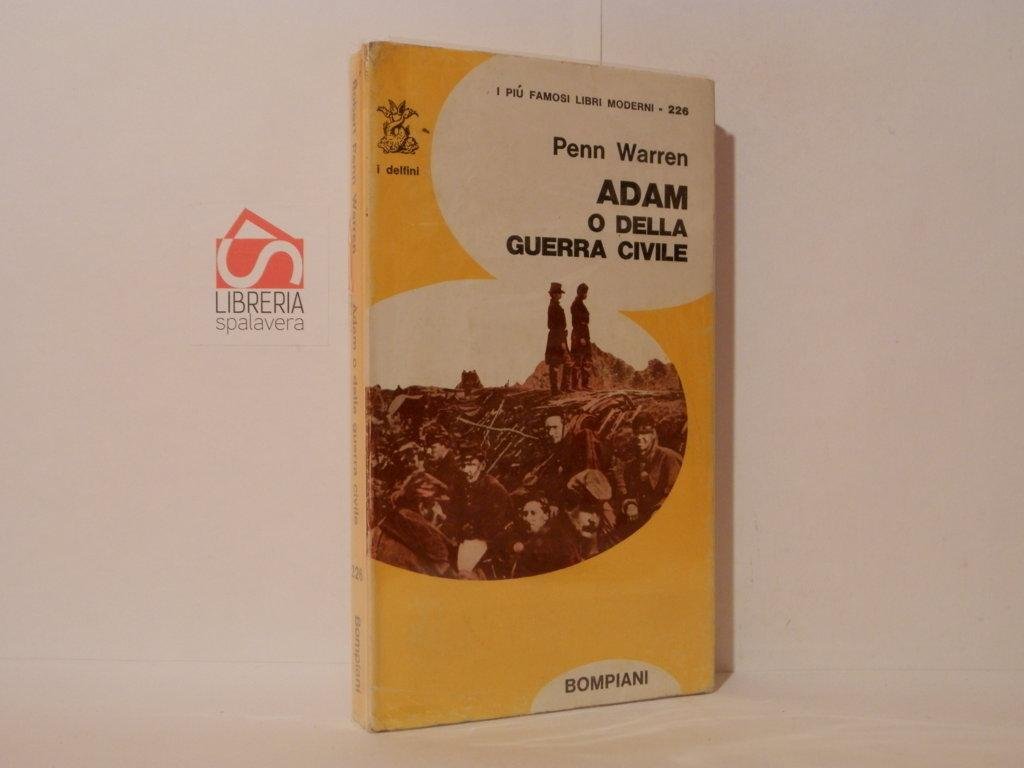 I PIÚ FAMOSI LIBRI MODERNI - 226
i delfini
Penn Warren
ADAM
O DELLA
GUERRA CIVILE
BOMPIANI
Robert Penn Warren Adam o della guerra civile 226 Bompiani
LIBRERIA
spalavera